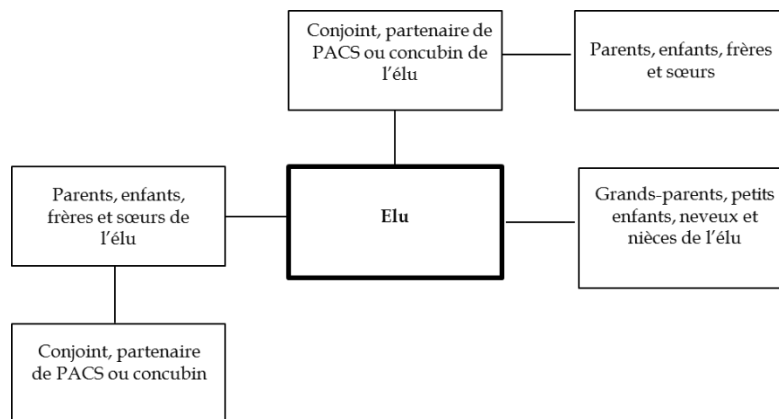 Conjoint, partenaire de
PACS ou concubin de
l’élu
Parents, enfants, frères
et sœurs
Parents, enfants,
frères et sœurs de
l’élu
Elu
Grands-parents, petits
enfants, neveux et
nièces de l’élu
Conjoint, partenaire
de PACS ou concubin